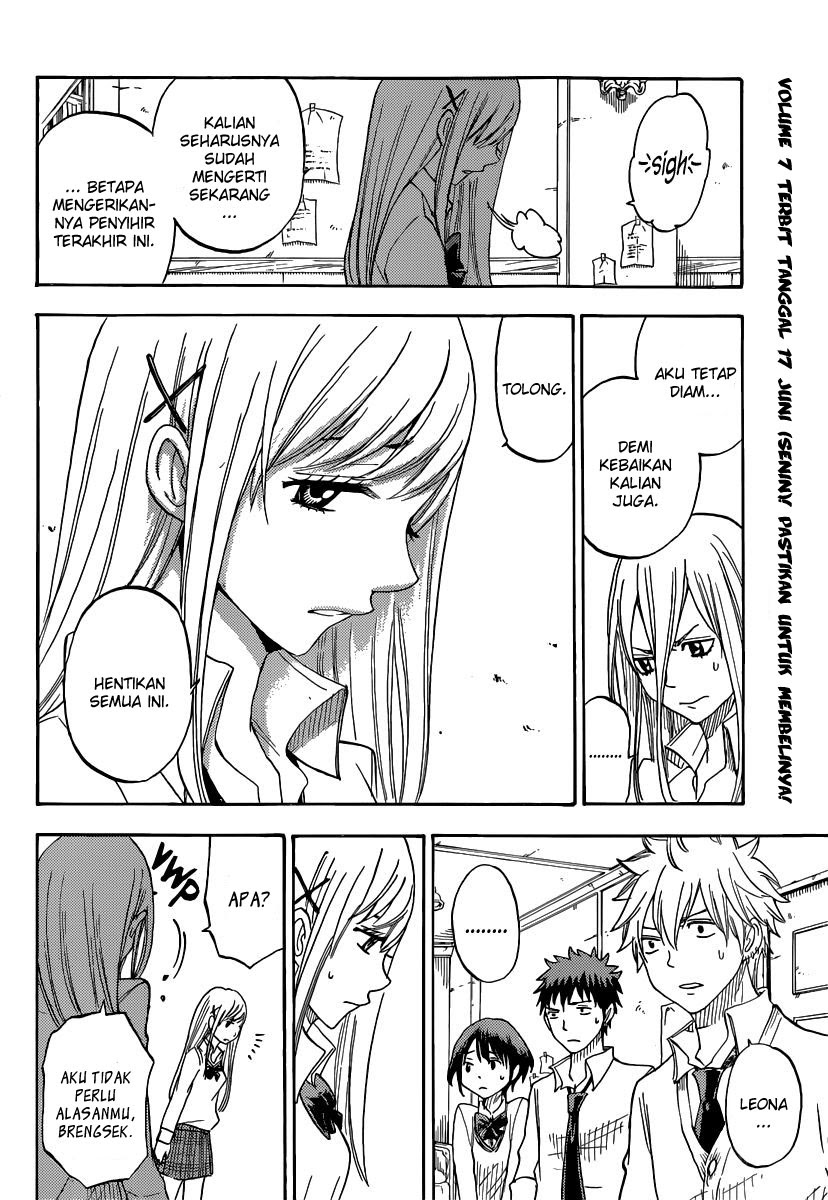 VOLUME 7 TERBIT TANGGAL 17 JUNI (SENIN)! PASTIKAN UNTUK MEMBELINYA!
sigh
KALIAN
SEHARUSNYA
SUDAH
MENGERTI
SEKARANG
...
... BETAPA
MENGERIKAN-
NYA PENYIHIR
TERAKHIR INI.
AKU TETAP
DIAM...
DEMI
KEBAIKAN
KALIAN
JUGA.
.........
TOLONG.
HENTIKAN
SEMUA INI.
.........
LEONA
...
APA?
VWP
AKU TIDAK
PERLU
ALASANMU,
BRENGSEK.